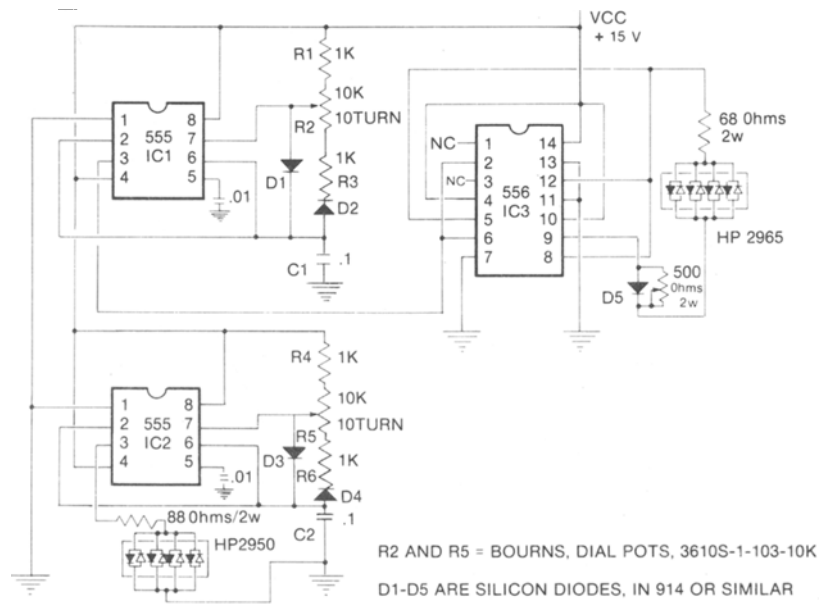 VCC
+ 15 V
R1 1K
10K
R2 10TURN
1K
R3
D1
D2
C1 .1
1 8
2 555 7
3 IC1 6
4 5
.01
NC 1 14
2 13
NC 3 556 12
4 IC3 11
5 10
6 9
7 8
68 Ohms
2w
HP 2965
D5
500
Ohms
2w
R4 1K
10K
10TURN
R5
1K
R6
D3
D4
C2 .1
1 8
2 555 7
3 IC2 6
4 5
.01
88 Ohms/2w
HP2950
R2 AND R5 = BOURNS, DIAL POTS, 3610S-1-103-10K
D1-D5 ARE SILICON DIODES, IN 914 OR SIMILAR